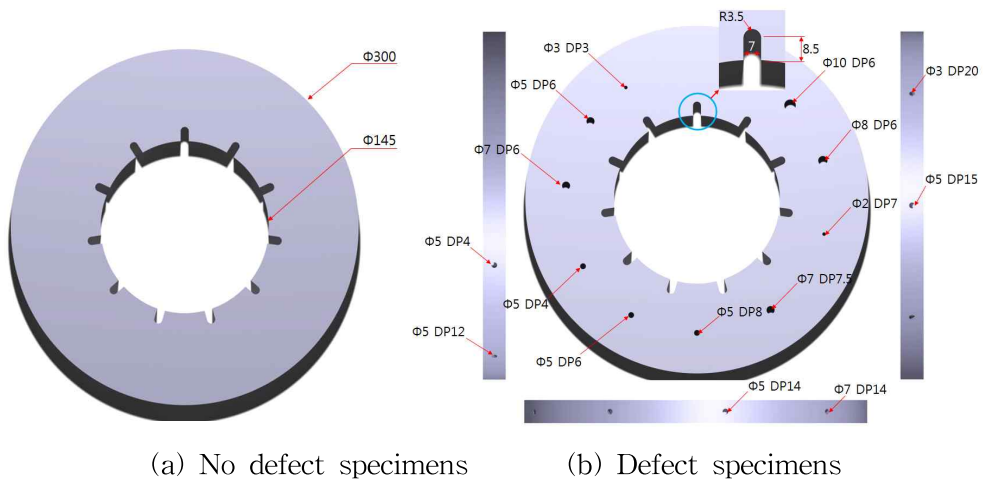 Φ300
Φ145
R3.5
7
8.5
Φ3 DP3
Φ5 DP6
Φ7 DP6
Φ5 DP4
Φ5 DP12
Φ5 DP4
Φ5 DP6
Φ10 DP6
Φ8 DP6
Φ2 DP7
Φ7 DP7.5
Φ5 DP8
Φ3 DP20
Φ5 DP15
Φ5 DP14
Φ7 DP14
(a) No defect specimens
(b) Defect specimens